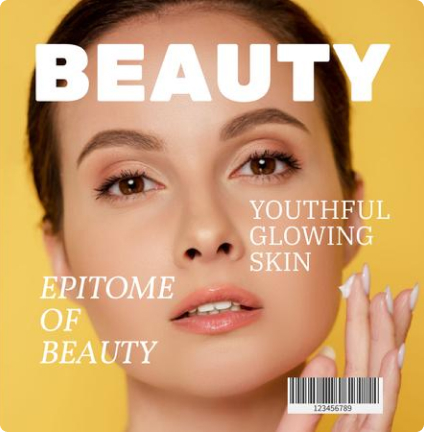 BEAUTY
YOUTHFUL
GLOWING
SKIN
EPITOME
OF
BEAUTY
123456789